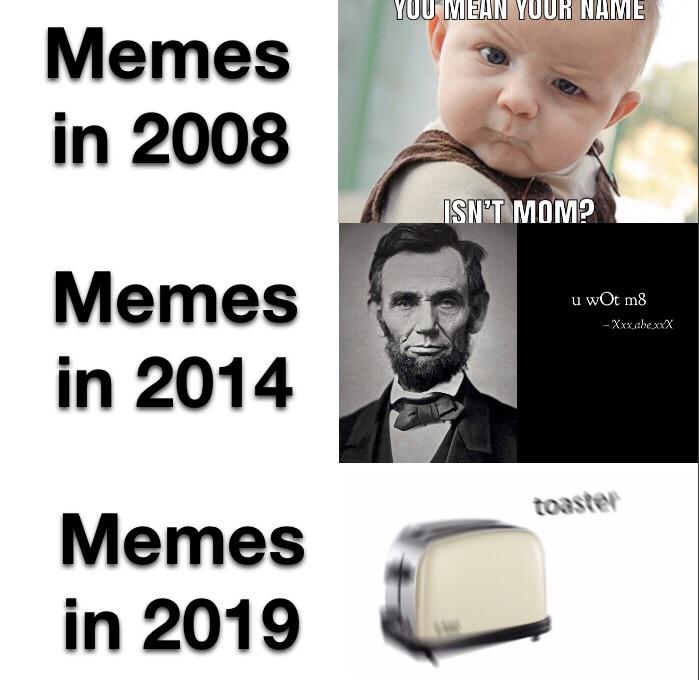 Memes
in 2008
YOU MEAN YOUR NAME
ISN'T MOM?
Memes
in 2014
u wOt m8
– Xxx_abe_xxX
Memes
in 2019
toaster